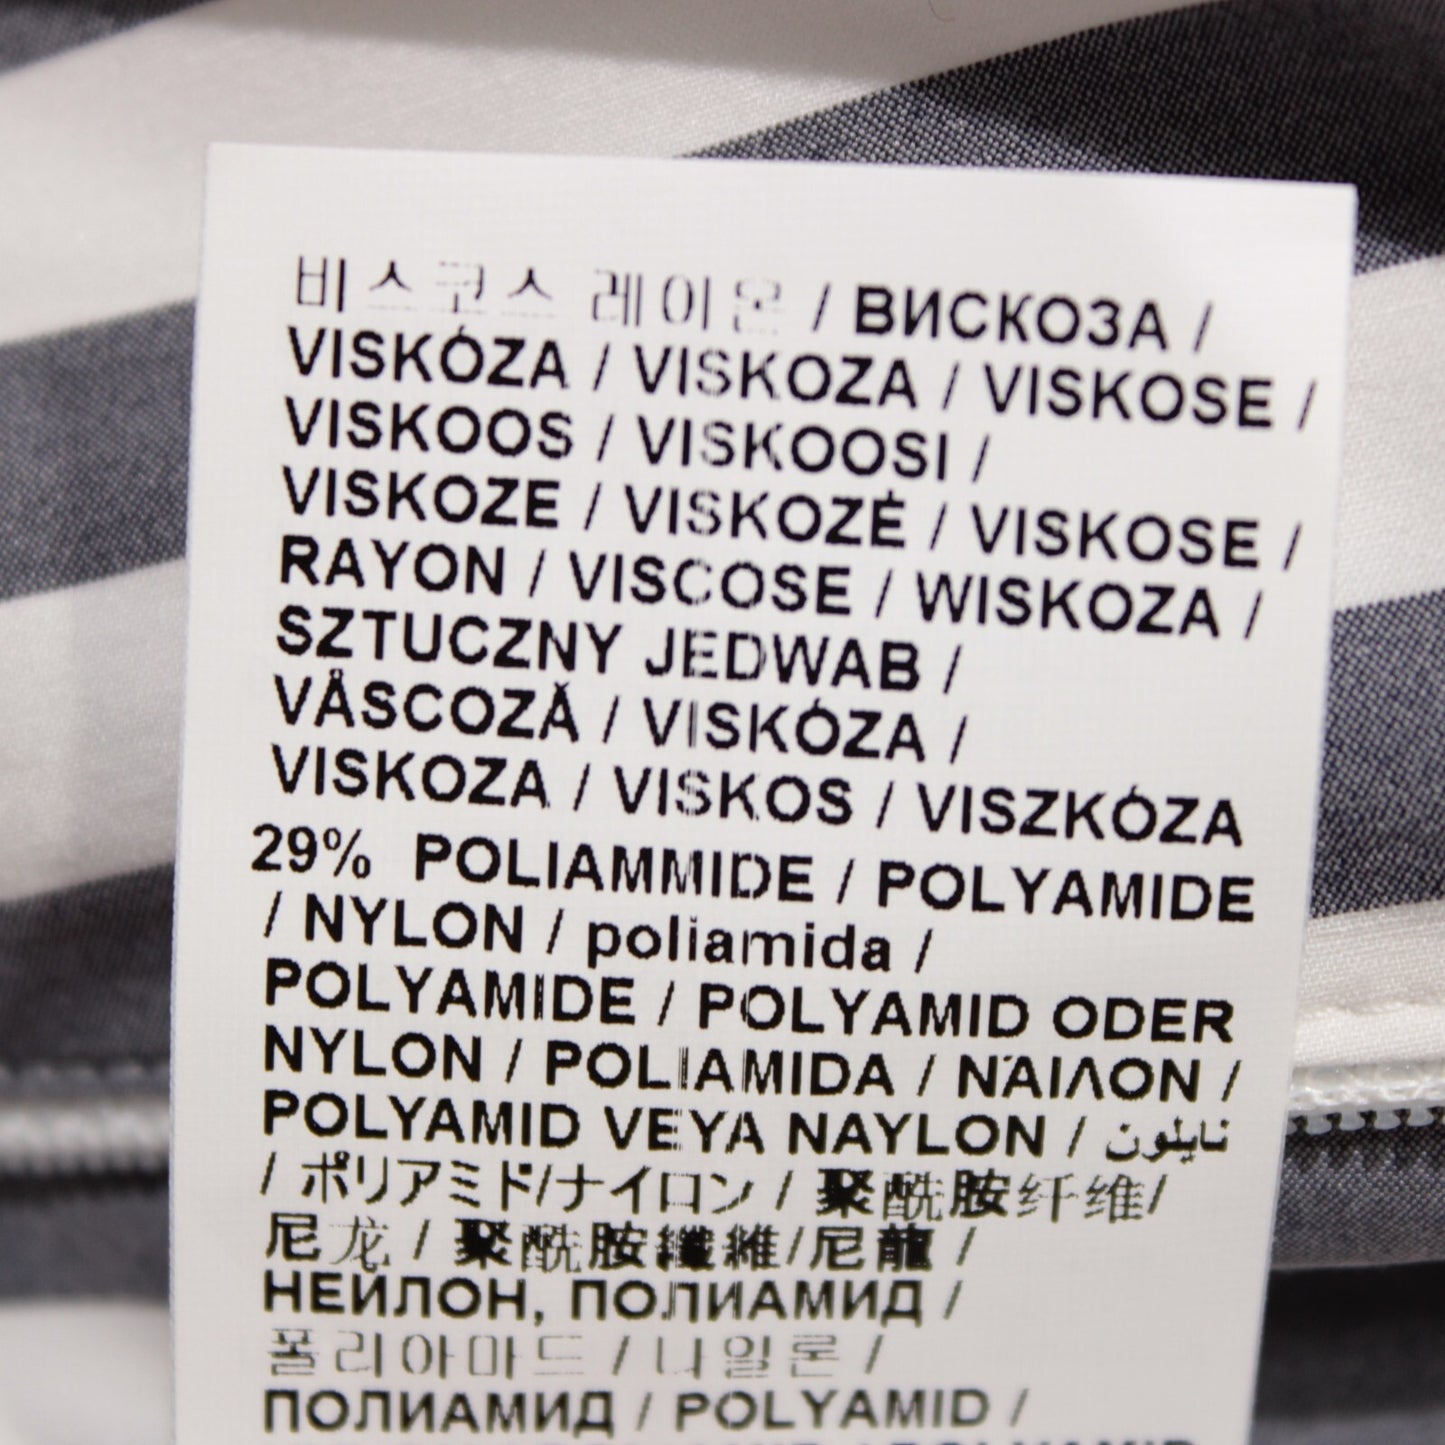 비스코스 레이온 / ВИСКОЗА /
VISKÓZA / VISKOZA / VISKOSE /
VISKOOS / VISKOOSI /
VISKOZE / VISKOZĖ / VISKOSE /
RAYON / VISCOSE / WISKOZA /
SZTUCZNY JEDWAB /
VÂSCOZĂ / VISKÓZA /
VISKOZA / VISKOS / VISZKÓZA
29% POLIAMMIDE / POLYAMIDE
/ NYLON / poliamida /
POLYAMIDE / POLYAMID ODER
NYLON / POLIAMIDA / ΝΆΙΛΟΝ /
POLYAMID VEYA NAYLON / نايلون
/ ポリアミド/ナイロン / 聚酰胺纤维/
尼龙 / 聚酰胺纖維/尼龍 /
НЕЙЛОН, ПОЛИАМИД /
폴리아마드 / 나일론 /
ПОЛИАМИД / POLYAMID /